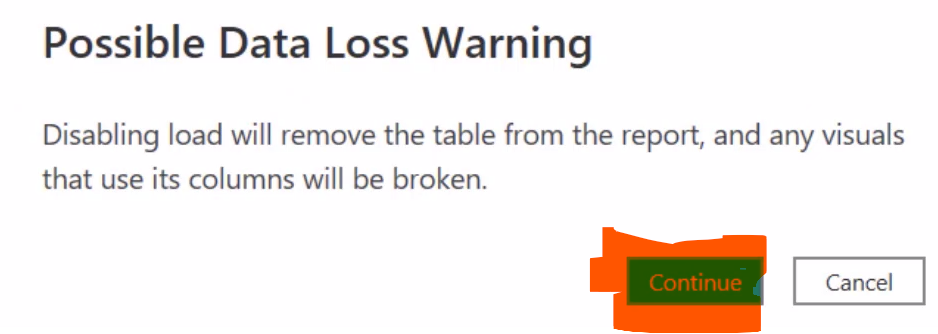 Possible Data Loss Warning
Disabling load will remove the table from the report, and any visuals
that use its columns will be broken.
Continue
Cancel